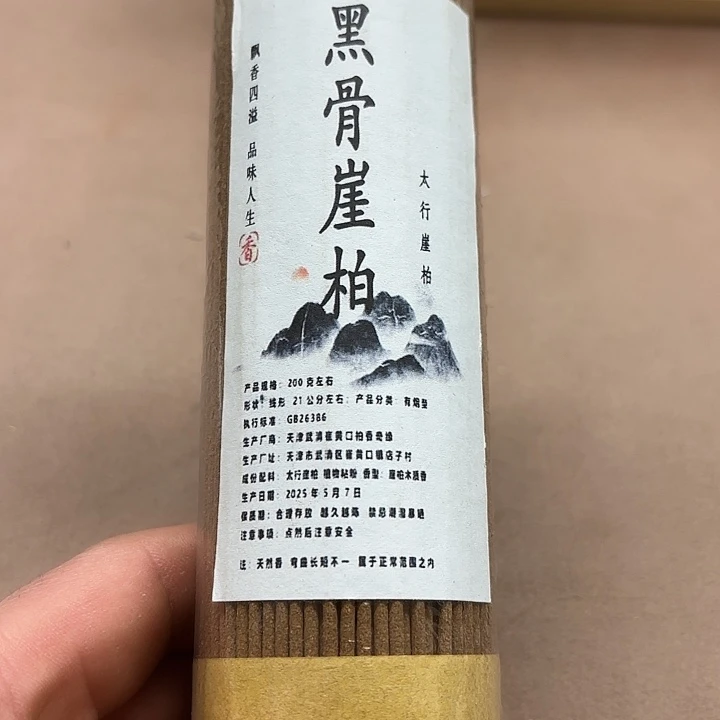 黑骨崖柏
飘香四溢 品味人生
香
太行崖柏
产品规格: 200 克左右
形状: 线形 21 公分左右; 产品分类: 有烟型
执行标准: GB26386
生产厂商: 天津武清崔黄口柏香
生产厂址: 天津市武清区崔黄口镇店子村
成份配料: 太行崖柏 植物粘粉 香型: 崖柏木质香
生产日期: 2025 年 5 月 7 日
保质期: 合理存放 越久越陈 禁忌潮湿暴晒
注意事项: 点然后注意安全
注: 天然香 弯曲长短不一 属于正常范围之内